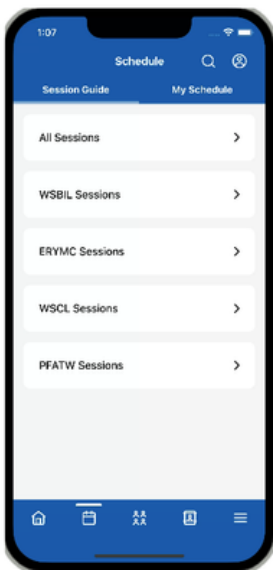 1:07
Schedule
Session Guide My Schedule
All Sessions
WSBIL Sessions
ERYMC Sessions
WSCL Sessions
PFATW Sessions